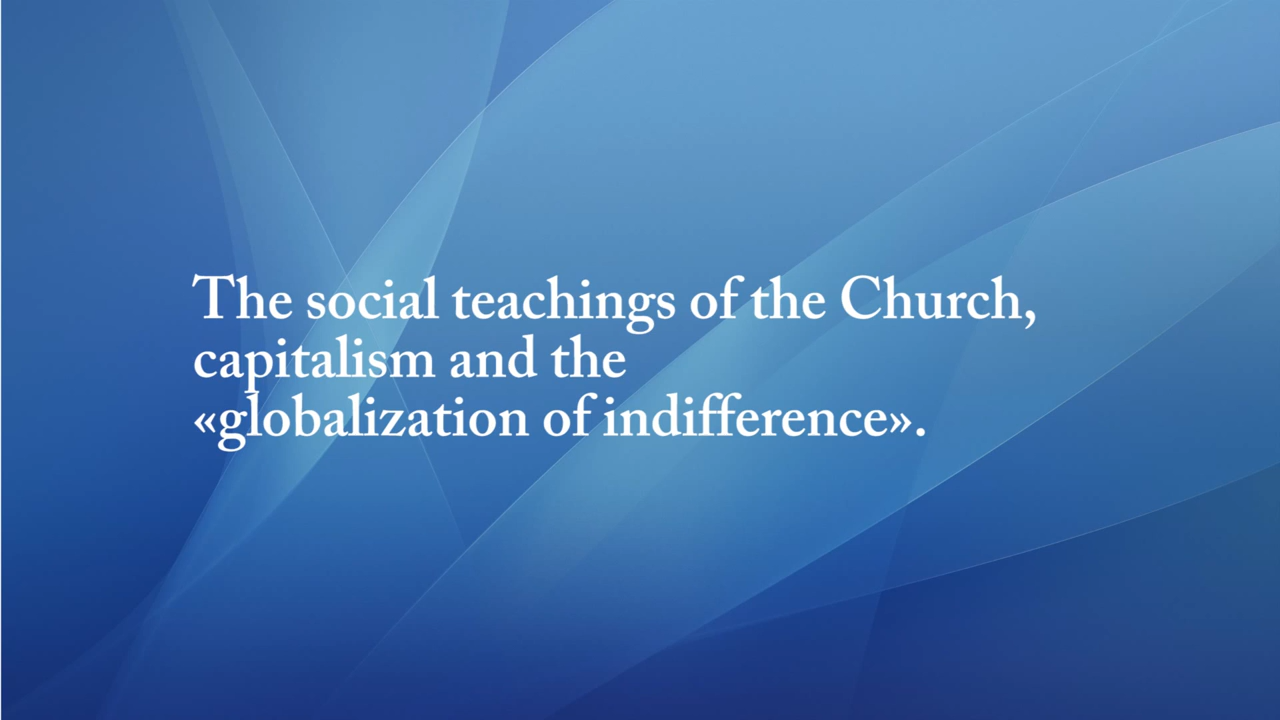 The social teachings of the Church,
capitalism and the
«globalization of indifference».